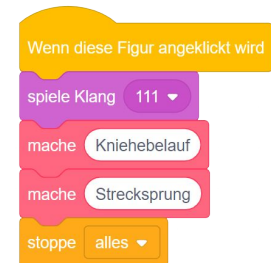 Wenn diese Figur angeklickt wird
spiele Klang 111
mache Kniehebelauf
mache Strecksprung
stoppe alles